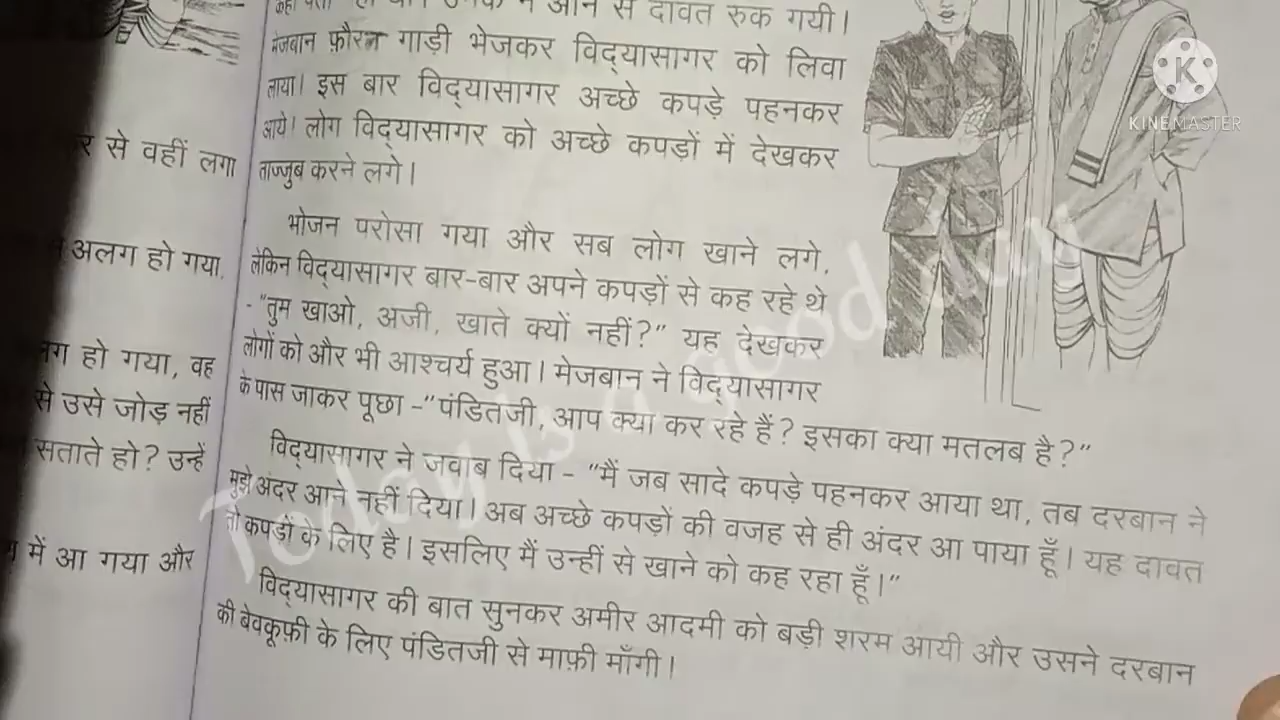 से दावत रुक गयी।
मेजबान फ़ौरन गाड़ी भेजकर विद्यासागर को लिवा
लाया। इस बार विद्यासागर अच्छे कपड़े पहनकर
आये। लोग विद्यासागर को अच्छे कपड़ों में देखकर
ताज्जुब करने लगे।
भोजन परोसा गया और सब लोग खाने लगे,
लेकिन विद्यासागर बार-बार अपने कपड़ों से कह रहे थे
-"तुम खाओ, अजी, खाते क्यों नहीं?" यह देखकर
लोगों को और भी आश्चर्य हुआ। मेजबान ने विद्यासागर
के पास जाकर पूछा -"पंडितजी, आप क्या कर रहे हैं? इसका क्या मतलब है?"
विद्यासागर ने जवाब दिया - "मैं जब सादे कपड़े पहनकर आया था, तब दरबान ने
मुझे अंदर आने नहीं दिया। अब अच्छे कपड़ों की वजह से ही अंदर आ पाया हूँ। यह दावत
तो कपड़ों के लिए है। इसलिए मैं उन्हीं से खाने को कह रहा हूँ।"
विद्यासागर की बात सुनकर अमीर आदमी को बड़ी शरम आयी और उसने दरबान
की बेवकूफ़ी के लिए पंडितजी से माफ़ी माँगी।
से वहीं लगा
अलग हो गया,
हो गया, वह
से उसे जोड़ नहीं
सताते हो? उन्हें
में आ गया और
K
KINEMASTER
Today is a good day